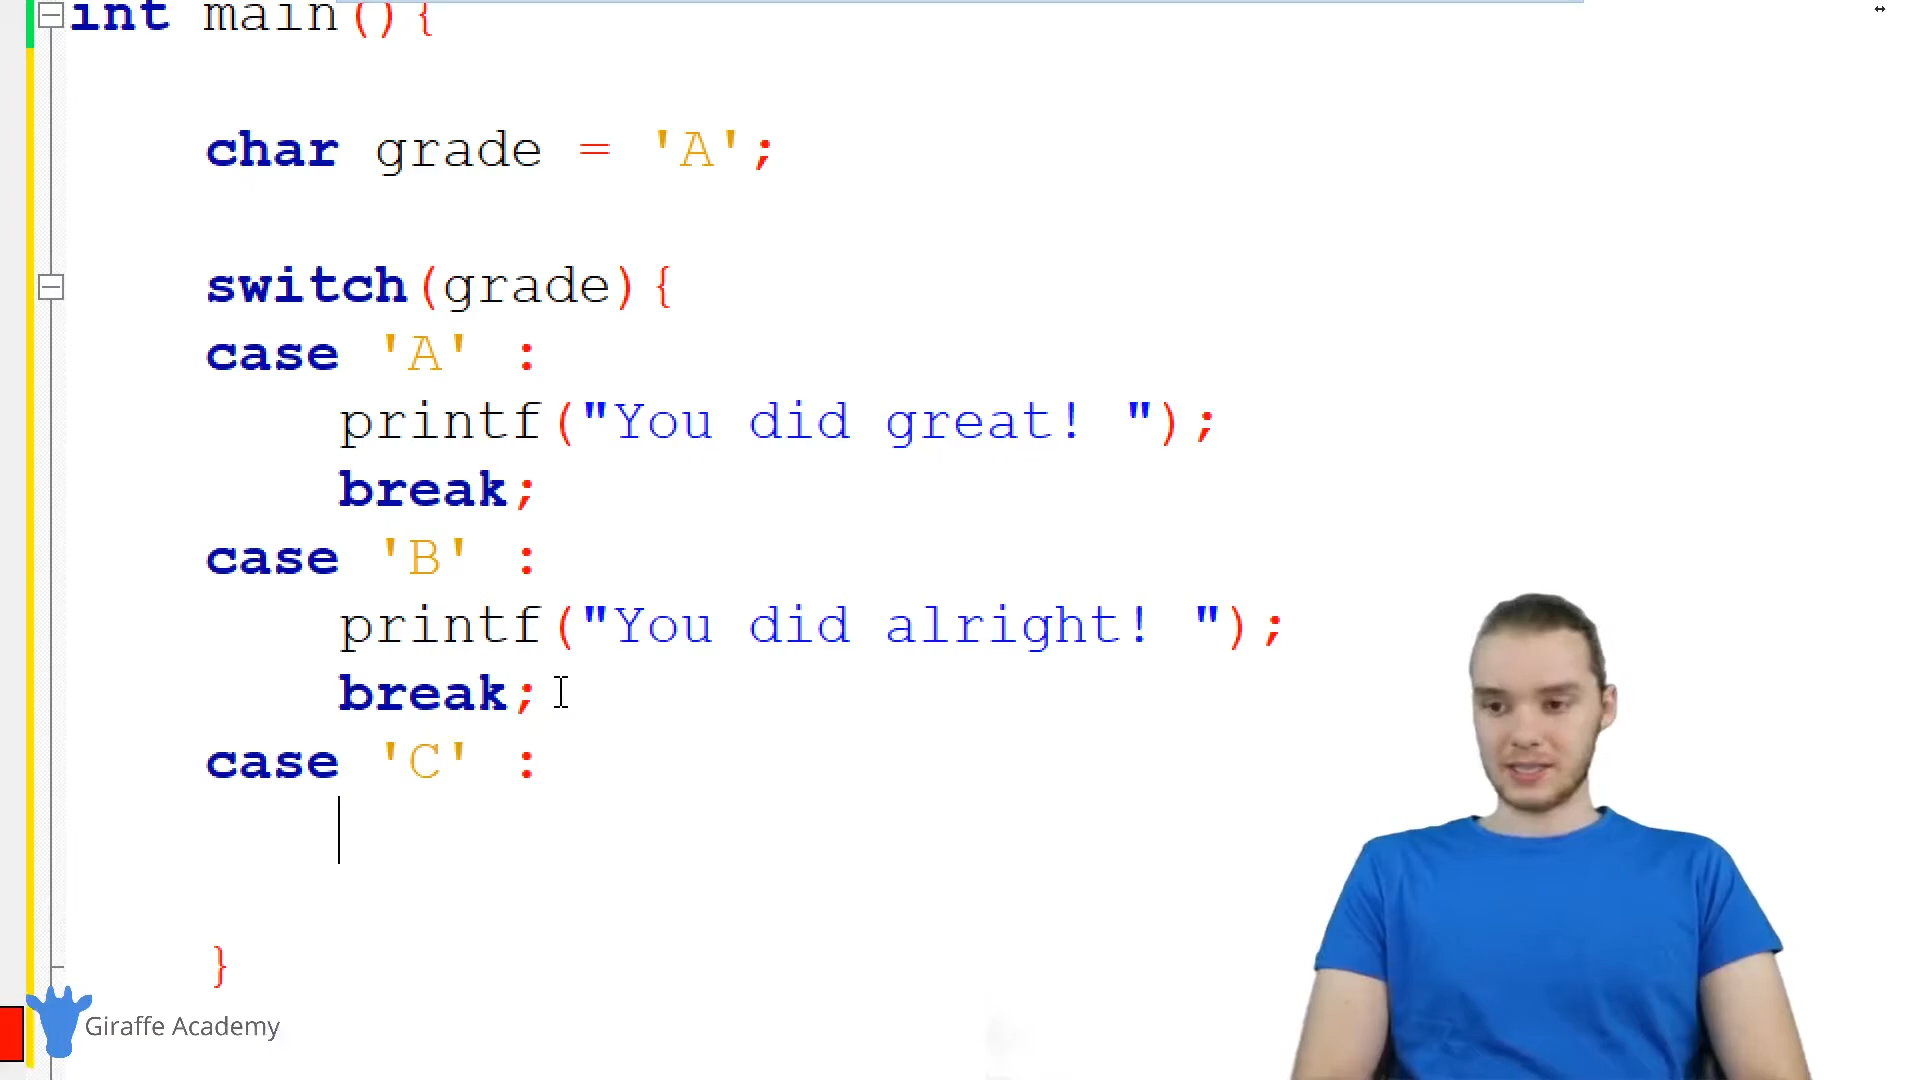 int main(){
char grade = 'A';
switch(grade){
case 'A' :
printf("You did great! ");
break;
case 'B' :
printf("You did alright! ");
break;
case 'C' :
}
Giraffe Academy